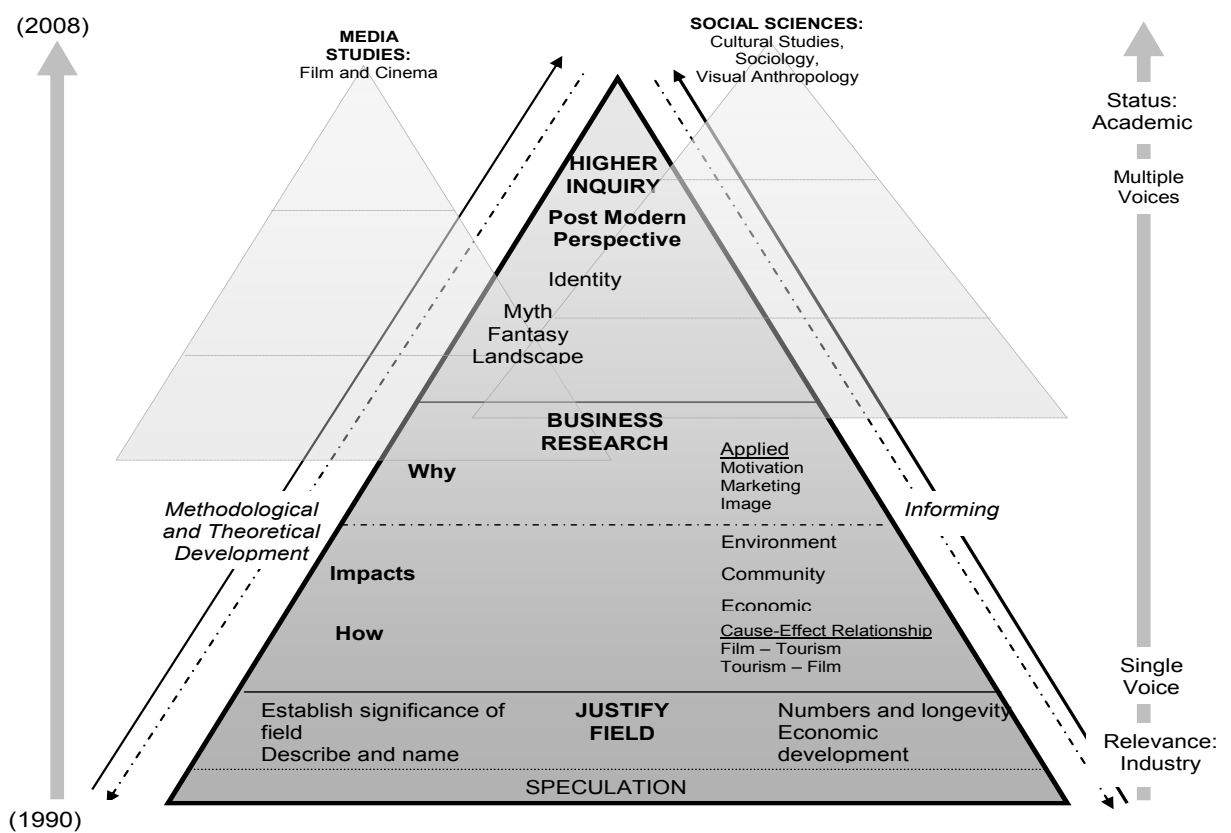 (2008)
MEDIA
STUDIES:
Film and Cinema
SOCIAL SCIENCES:
Cultural Studies,
Sociology,
Visual Anthropology
Status:
Academic
Multiple
Voices
HIGHER
INQUIRY
Post Modern
Perspective
Identity
Myth
Fantasy
Landscape
BUSINESS
RESEARCH
Why
Applied
Motivation
Marketing
Image
Methodological
and Theoretical
Development
Informing
Environment
Impacts
Community
Economic
How
Cause-Effect Relationship
Film – Tourism
Tourism – Film
Single
Voice
Establish significance of
field
Describe and name
JUSTIFY
FIELD
Numbers and longevity
Economic
development
Relevance:
Industry
SPECULATION
(1990)